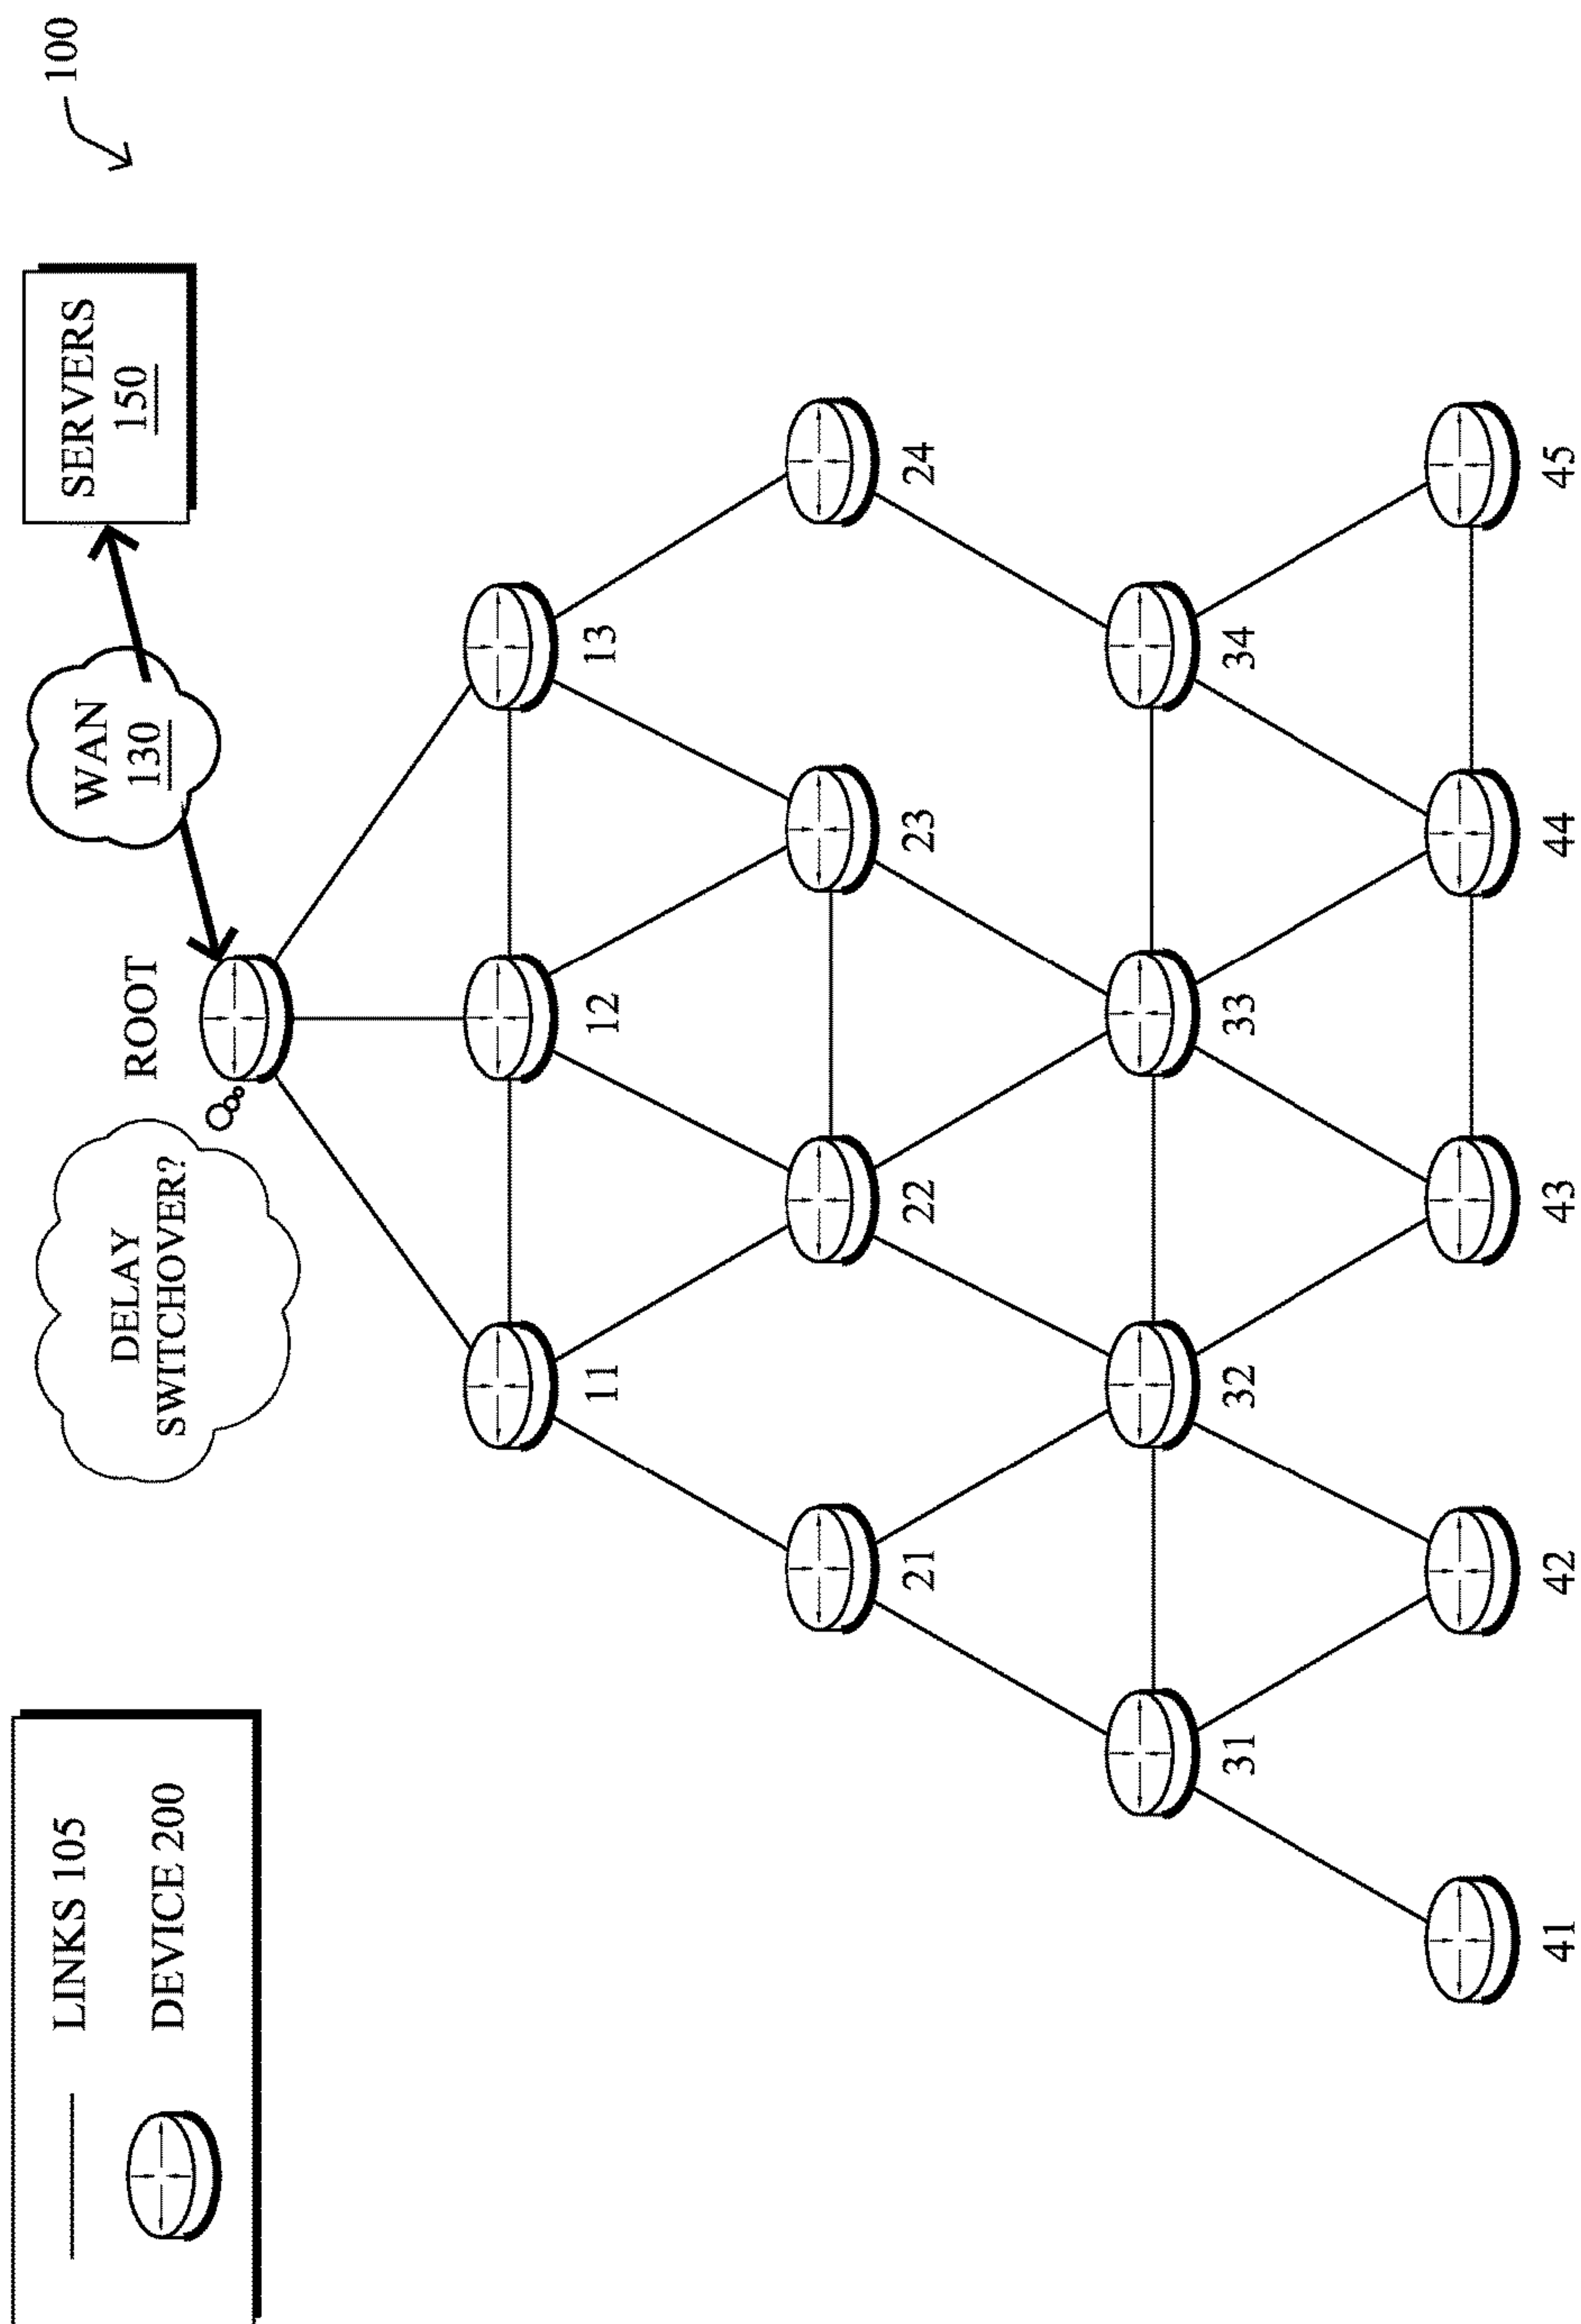 LINKS 105
DEVICE 200
DELAY
SWITCHOVER?
ROOT
WAN
130
SERVERS
150
100
11
12
13
21
22
23
24
31
32
33
34
41
42
43
44
45